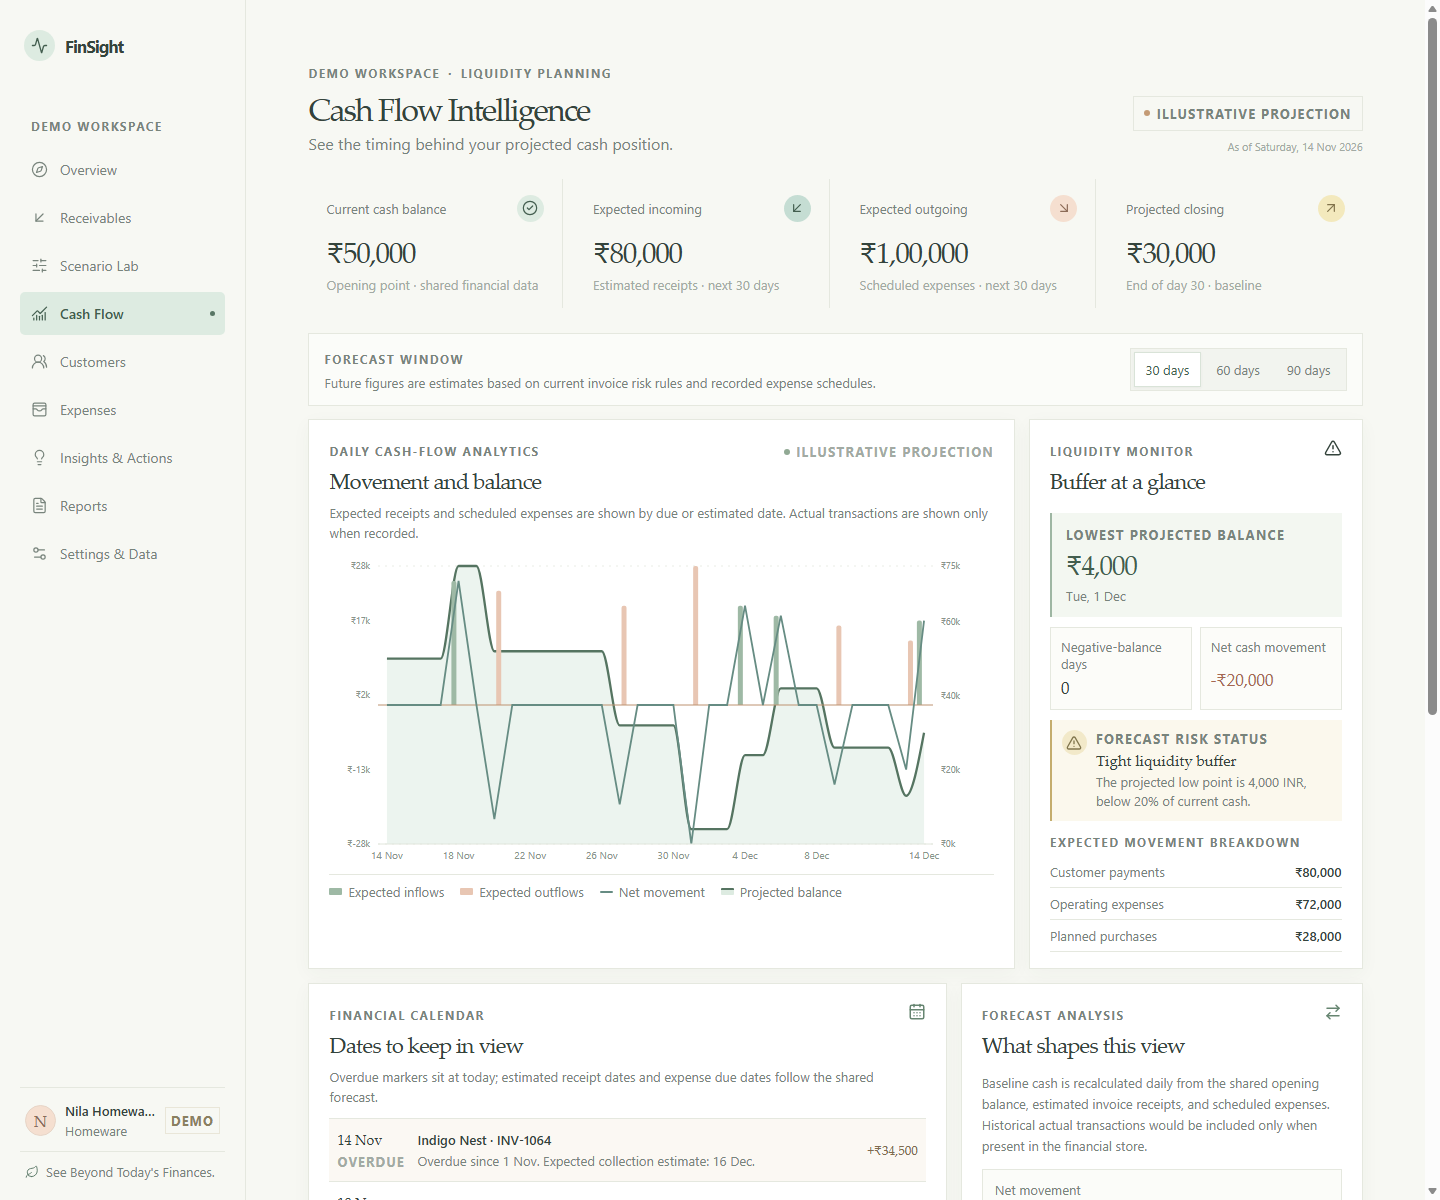 FinSight
DEMO WORKSPACE
Overview
Receivables
Scenario Lab
Cash Flow
Customers
Expenses
Insights & Actions
Reports
Settings & Data
N
Nila Homewa...
Homeware
DEMO
See Beyond Today's Finances.
DEMO WORKSPACE · LIQUIDITY PLANNING
Cash Flow Intelligence
See the timing behind your projected cash position.
ILLUSTRATIVE PROJECTION
As of Saturday, 14 Nov 2026
Current cash balance
₹50,000
Opening point · shared financial data
Expected incoming
₹80,000
Estimated receipts · next 30 days
Expected outgoing
₹1,00,000
Scheduled expenses · next 30 days
Projected closing
₹30,000
End of day 30 · baseline
FORECAST WINDOW
Future figures are estimates based on current invoice risk rules and recorded expense schedules.
30 days
60 days
90 days
DAILY CASH-FLOW ANALYTICS
ILLUSTRATIVE PROJECTION
Movement and balance
Expected receipts and scheduled expenses are shown by due or estimated date. Actual transactions are shown only
when recorded.
₹28k
₹17k
₹2k
₹-13k
₹-28k
₹75k
₹60k
₹40k
₹20k
₹0k
14 Nov
18 Nov
22 Nov
26 Nov
30 Nov
4 Dec
8 Dec
14 Dec
Expected inflows
Expected outflows
Net movement
Projected balance
LIQUIDITY MONITOR
Buffer at a glance
LOWEST PROJECTED BALANCE
₹4,000
Tue, 1 Dec
Negative-balance
days
0
Net cash movement
-₹20,000
FORECAST RISK STATUS
Tight liquidity buffer
The projected low point is 4,000 INR,
below 20% of current cash.
EXPECTED MOVEMENT BREAKDOWN
Customer payments ₹80,000
Operating expenses ₹72,000
Planned purchases ₹28,000
FINANCIAL CALENDAR
Dates to keep in view
Overdue markers sit at today; estimated receipt dates and expense due dates follow the shared
forecast.
14 Nov
OVERDUE
Indigo Nest · INV-1064
Overdue since 1 Nov. Expected collection estimate: 16 Dec.
+₹34,500
FORECAST ANALYSIS
What shapes this view
Baseline cash is recalculated daily from the shared opening
balance, estimated invoice receipts, and scheduled expenses.
Historical actual transactions would be included only when
present in the financial store.
Net movement